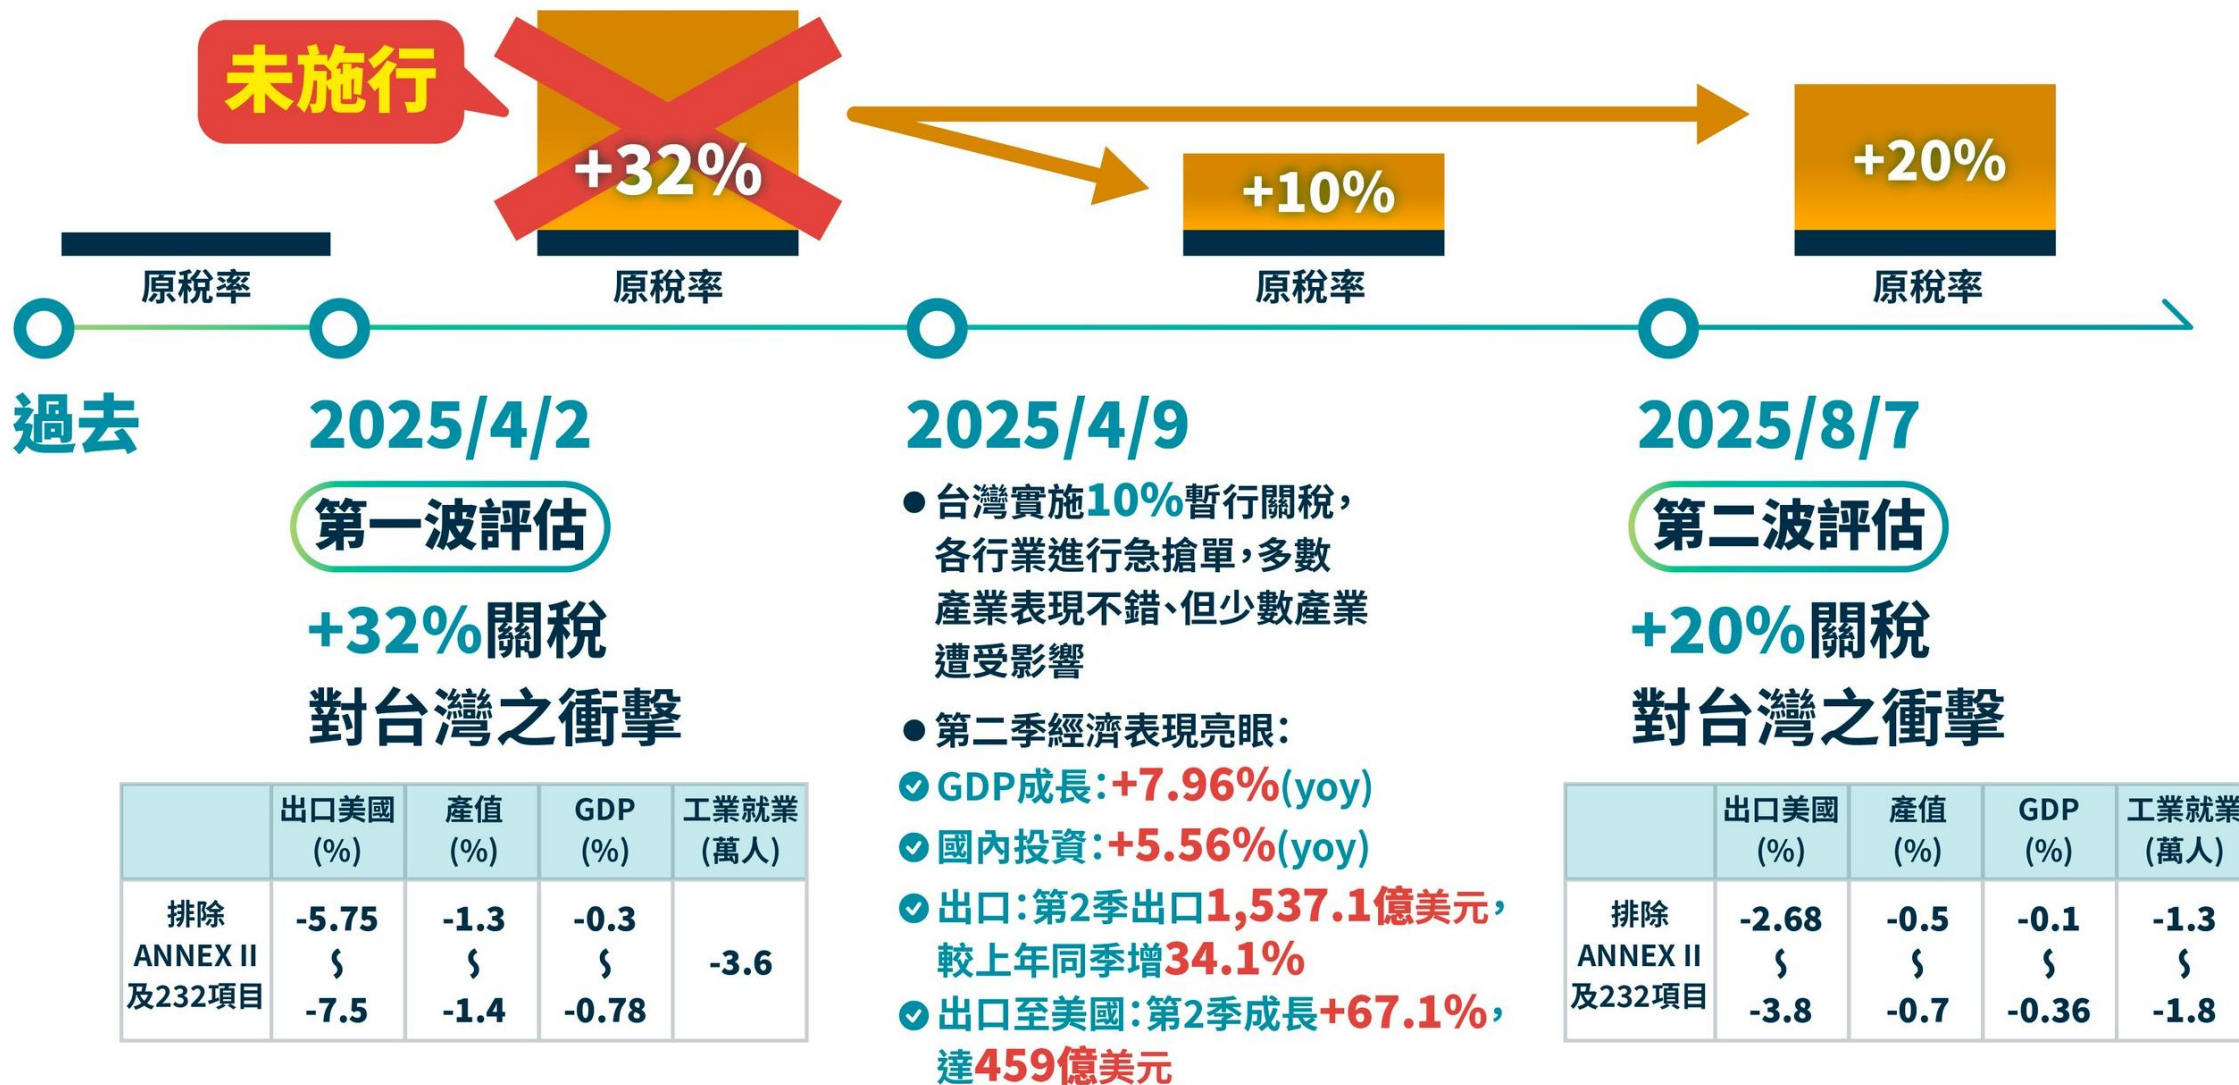 未施行
+32%
+10%
+20%
原稅率
原稅率
原稅率
原稅率
過去
2025/4/2
第一波評估
+32%關稅
對台灣之衝擊
出口美國
(%)
產值
(%)
GDP
(%)
工業就業
(萬人)
排除
ANNEX II
及232項目
-5.75
∽
-7.5
-1.3
∽
-1.4
-0.3
∽
-0.78
-3.6
2025/4/9
● 台灣實施10%暫行關稅，
各行業進行急搶單，多數
產業表現不錯、但少數產業
遭受影響
● 第二季經濟表現亮眼：
GDP成長：+7.96%(yoy)
國內投資：+5.56%(yoy)
出口：第2季出口1,537.1億美元，
較上年同季增34.1%
出口至美國：第2季成長+67.1%，
達459億美元
2025/8/7
第二波評估
+20%關稅
對台灣之衝擊
出口美國
(%)
產值
(%)
GDP
(%)
工業就業
(萬人)
排除
ANNEX II
及232項目
-2.68
∽
-3.8
-0.5
∽
-0.7
-0.1
∽
-0.36
-1.3
∽
-1.8